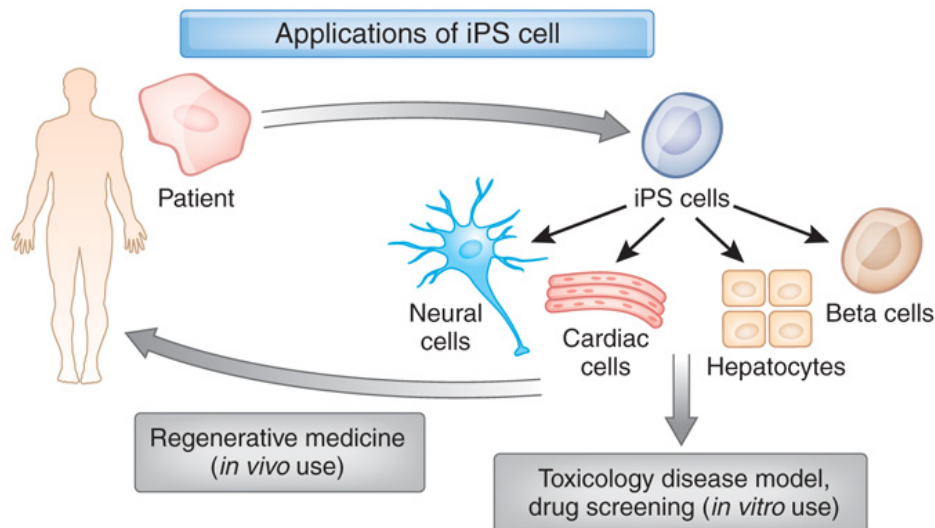 Applications of iPS cell
Patient
iPS cells
Neural
cells
Cardiac
cells
Hepatocytes
Beta cells
Regenerative medicine
(in vivo use)
Toxicology disease model,
drug screening (in vitro use)